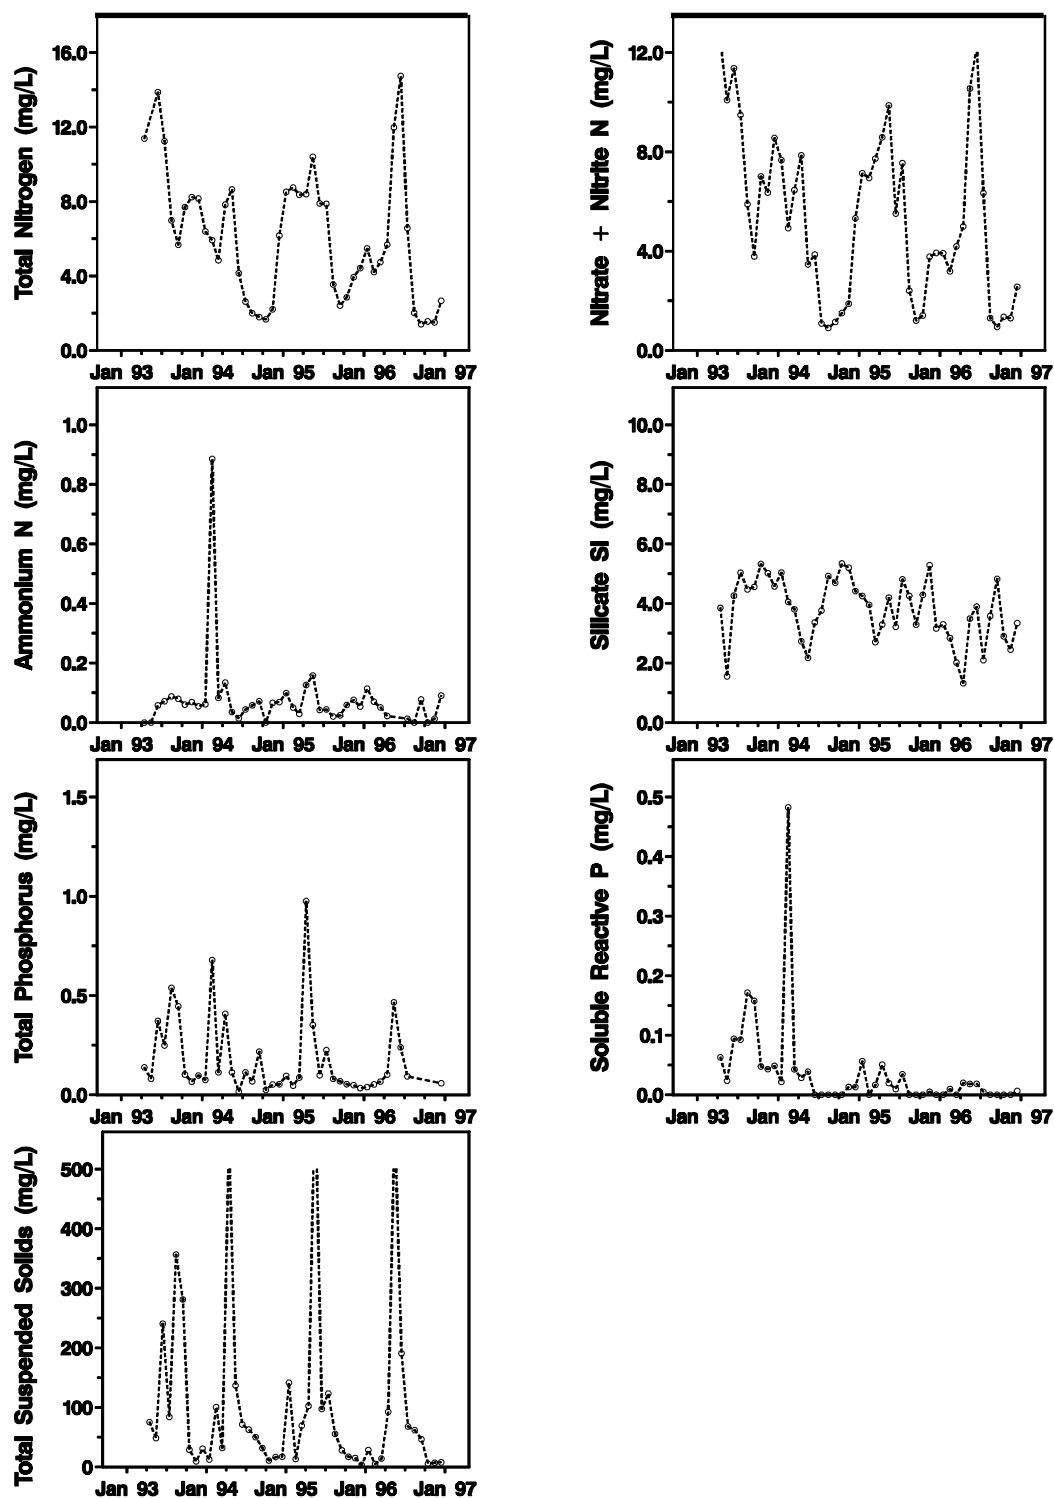 Total Nitrogen (mg/L)
16.0
12.0
8.0
4.0
0.0
Jan 93 Jan 94 Jan 95 Jan 96 Jan 97
Nitrate + Nitrite N (mg/L)
12.0
8.0
4.0
0.0
Jan 93 Jan 94 Jan 95 Jan 96 Jan 97
Ammonium N (mg/L)
1.0
0.8
0.6
0.4
0.2
0.0
Jan 93 Jan 94 Jan 95 Jan 96 Jan 97
Silicate Si (mg/L)
10.0
8.0
6.0
4.0
2.0
0.0
Jan 93 Jan 94 Jan 95 Jan 96 Jan 97
Total Phosphorus (mg/L)
1.5
1.0
0.5
0.0
Jan 93 Jan 94 Jan 95 Jan 96 Jan 97
Soluble Reactive P (mg/L)
0.5
0.4
0.3
0.2
0.1
0.0
Jan 93 Jan 94 Jan 95 Jan 96 Jan 97
Total Suspended Solids (mg/L)
500
400
300
200
100
0
Jan 93 Jan 94 Jan 95 Jan 96 Jan 97